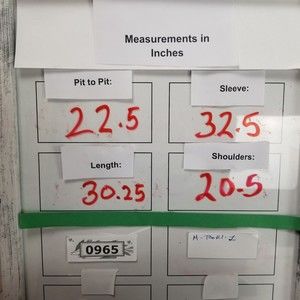 Measurements in
Inches
Pit to Pit:
22.5
Sleeve:
32.5
Length:
30.25
Shoulders:
20.5
0965